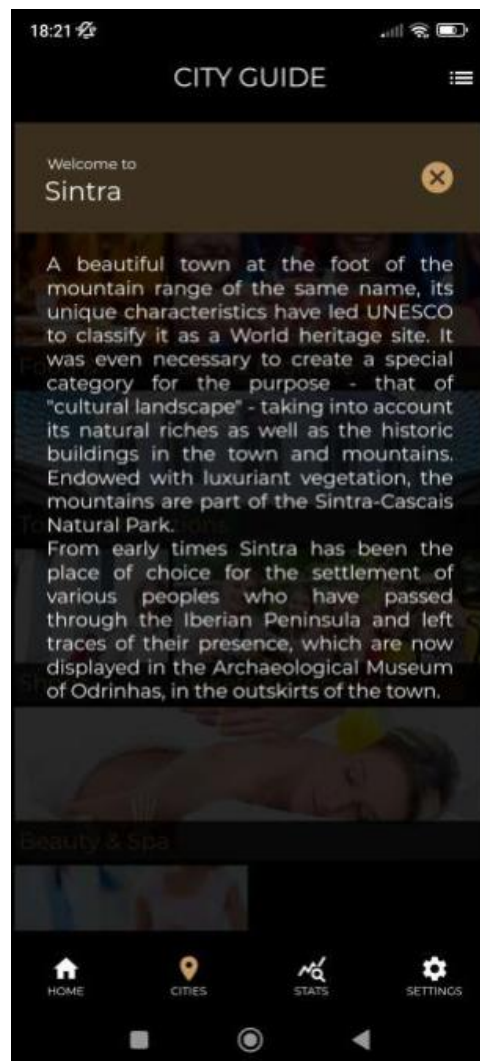 18:21
CITY GUIDE
Welcome to
Sintra
A beautiful town at the foot of the
mountain range of the same name, its
unique characteristics have led UNESCO
to classify it as a World heritage site. It
was even necessary to create a special
category for the purpose - that of
"cultural landscape" - taking into account
its natural riches as well as the historic
buildings in the town and mountains.
Endowed with luxuriant vegetation, the
mountains are part of the Sintra-Cascais
Natural Park.
From early times Sintra has been the
place of choice for the settlement of
various peoples who have passed
through the Iberian Peninsula and left
traces of their presence, which are now
displayed in the Archaeological Museum
of Odrinhas, in the outskirts of the town.
Beauty & Spa
HOME
CITIES
STATS
SETTINGS